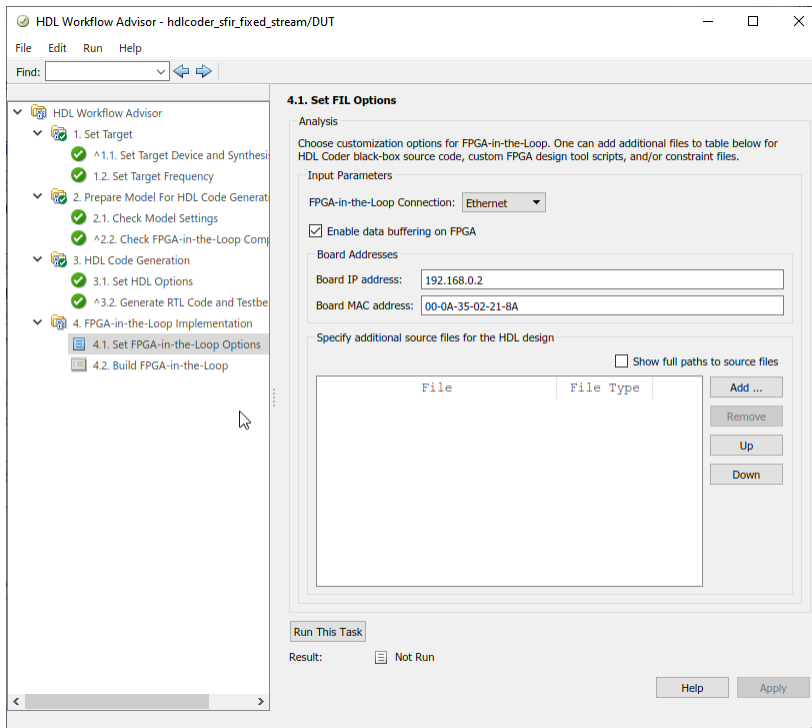 HDL Workflow Advisor - hdlcoder_sfir_fixed_stream/DUT
File Edit Run Help
Find:
HDL Workflow Advisor
1. Set Target
^1.1. Set Target Device and Synthesi
1.2. Set Target Frequency
2. Prepare Model For HDL Code Generati
2.1. Check Model Settings
^2.2. Check FPGA-in-the-Loop Comp
3. HDL Code Generation
3.1. Set HDL Options
^3.2. Generate RTL Code and Testbe
4. FPGA-in-the-Loop Implementation
4.1. Set FPGA-in-the-Loop Options
4.2. Build FPGA-in-the-Loop
4.1. Set FIL Options
Analysis
Choose customization options for FPGA-in-the-Loop. One can add additional files to table below for
HDL Coder black-box source code, custom FPGA design tool scripts, and/or constraint files.
Input Parameters
FPGA-in-the-Loop Connection: Ethernet
Enable data buffering on FPGA
Board Addresses
Board IP address: 192.168.0.2
Board MAC address: 00-0A-35-02-21-8A
Specify additional source files for the HDL design
Show full paths to source files
File File Type
Add ...
Remove
Up
Down
Run This Task
Result: Not Run
Help Apply